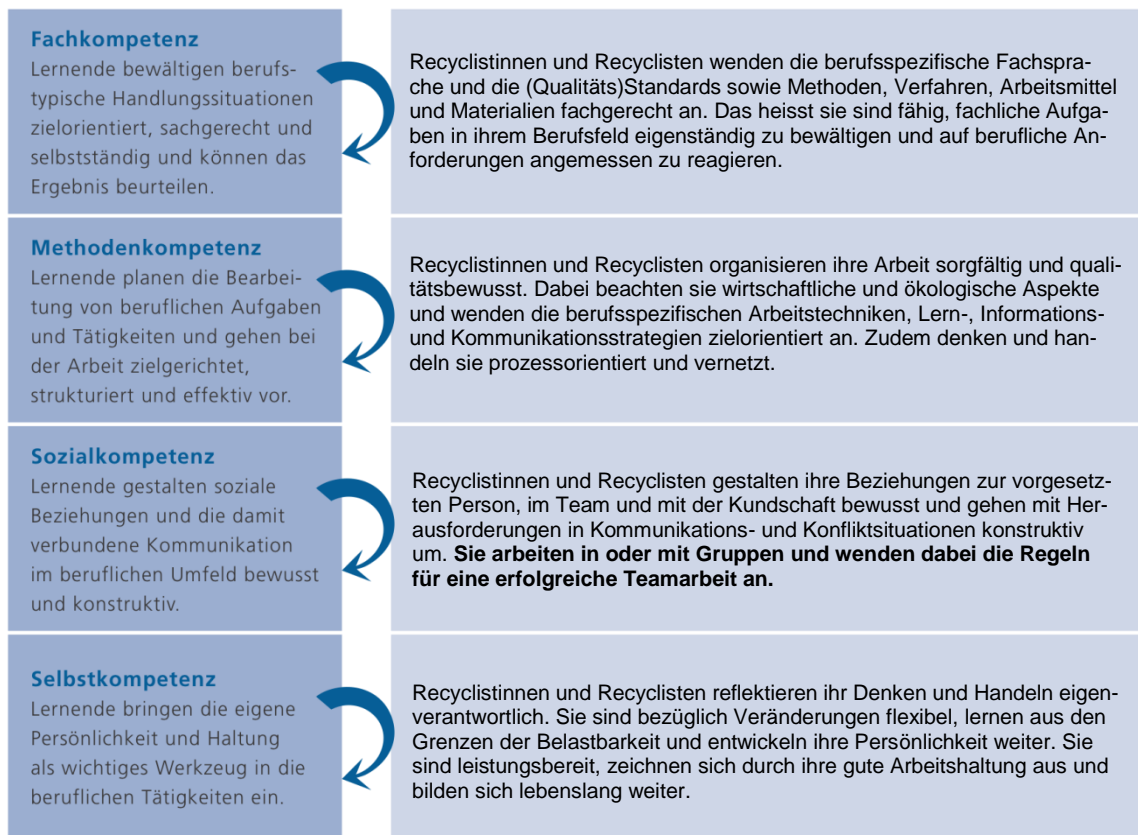 Fachkompetenz
Lernende bewältigen berufs-
typische Handlungssituationen
zielorientiert, sachgerecht und
selbstständig und können das
Ergebnis beurteilen.
Recyclistinnen und Recyclisten wenden die berufsspezifische Fachspra-
che und die (Qualitäts)Standards sowie Methoden, Verfahren, Arbeitsmittel
und Materialien fachgerecht an. Das heisst sie sind fähig, fachliche Aufga-
ben in ihrem Berufsfeld eigenständig zu bewältigen und auf berufliche An-
forderungen angemessen zu reagieren.
Methodenkompetenz
Lernende planen die Bearbei-
tung von beruflichen Aufgaben
und Tätigkeiten und gehen bei
der Arbeit zielgerichtet,
strukturiert und effektiv vor.
Recyclistinnen und Recyclisten organisieren ihre Arbeit sorgfältig und quali-
tätsbewusst. Dabei beachten sie wirtschaftliche und ökologische Aspekte
und wenden die berufsspezifischen Arbeitstechniken, Lern-, Informations-
und Kommunikationsstrategien zielorientiert an. Zudem denken und han-
deln sie prozessorientiert und vernetzt.
Sozialkompetenz
Lernende gestalten soziale
Beziehungen und die damit
verbundene Kommunikation
im beruflichen Umfeld bewusst
und konstruktiv.
Recyclistinnen und Recyclisten gestalten ihre Beziehungen zur vorgesetz-
ten Person, im Team und mit der Kundschaft bewusst und gehen mit Her-
ausforderungen in Kommunikations- und Konfliktsituationen konstruktiv
um. Sie arbeiten in oder mit Gruppen und wenden dabei die Regeln
für eine erfolgreiche Teamarbeit an.
Selbstkompetenz
Lernende bringen die eigene
Persönlichkeit und Haltung
als wichtiges Werkzeug in die
beruflichen Tätigkeiten ein.
Recyclistinnen und Recyclisten reflektieren ihr Denken und Handeln eigen-
verantwortlich. Sie sind bezüglich Veränderungen flexibel, lernen aus den
Grenzen der Belastbarkeit und entwickeln ihre Persönlichkeit weiter. Sie
sind leistungsbereit, zeichnen sich durch ihre gute Arbeitshaltung aus und
bilden sich lebenslang weiter.